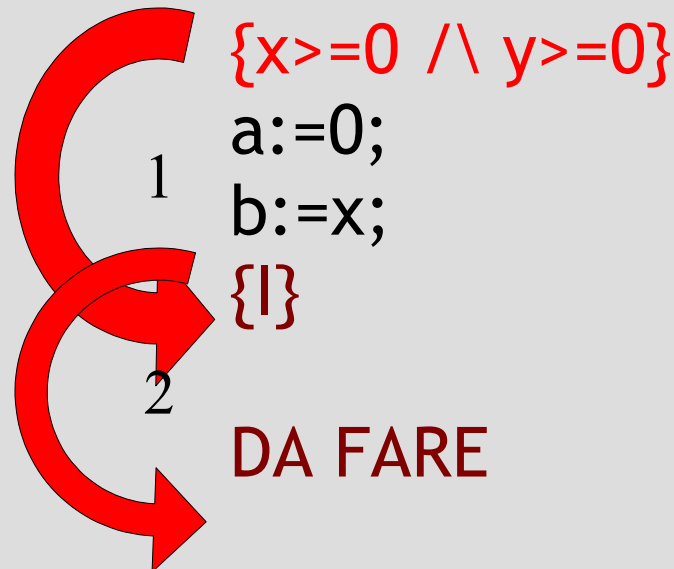 {x>=0 /\ y>=0}
a:=0;
1
b:=x;
{I}
2
DA FARE